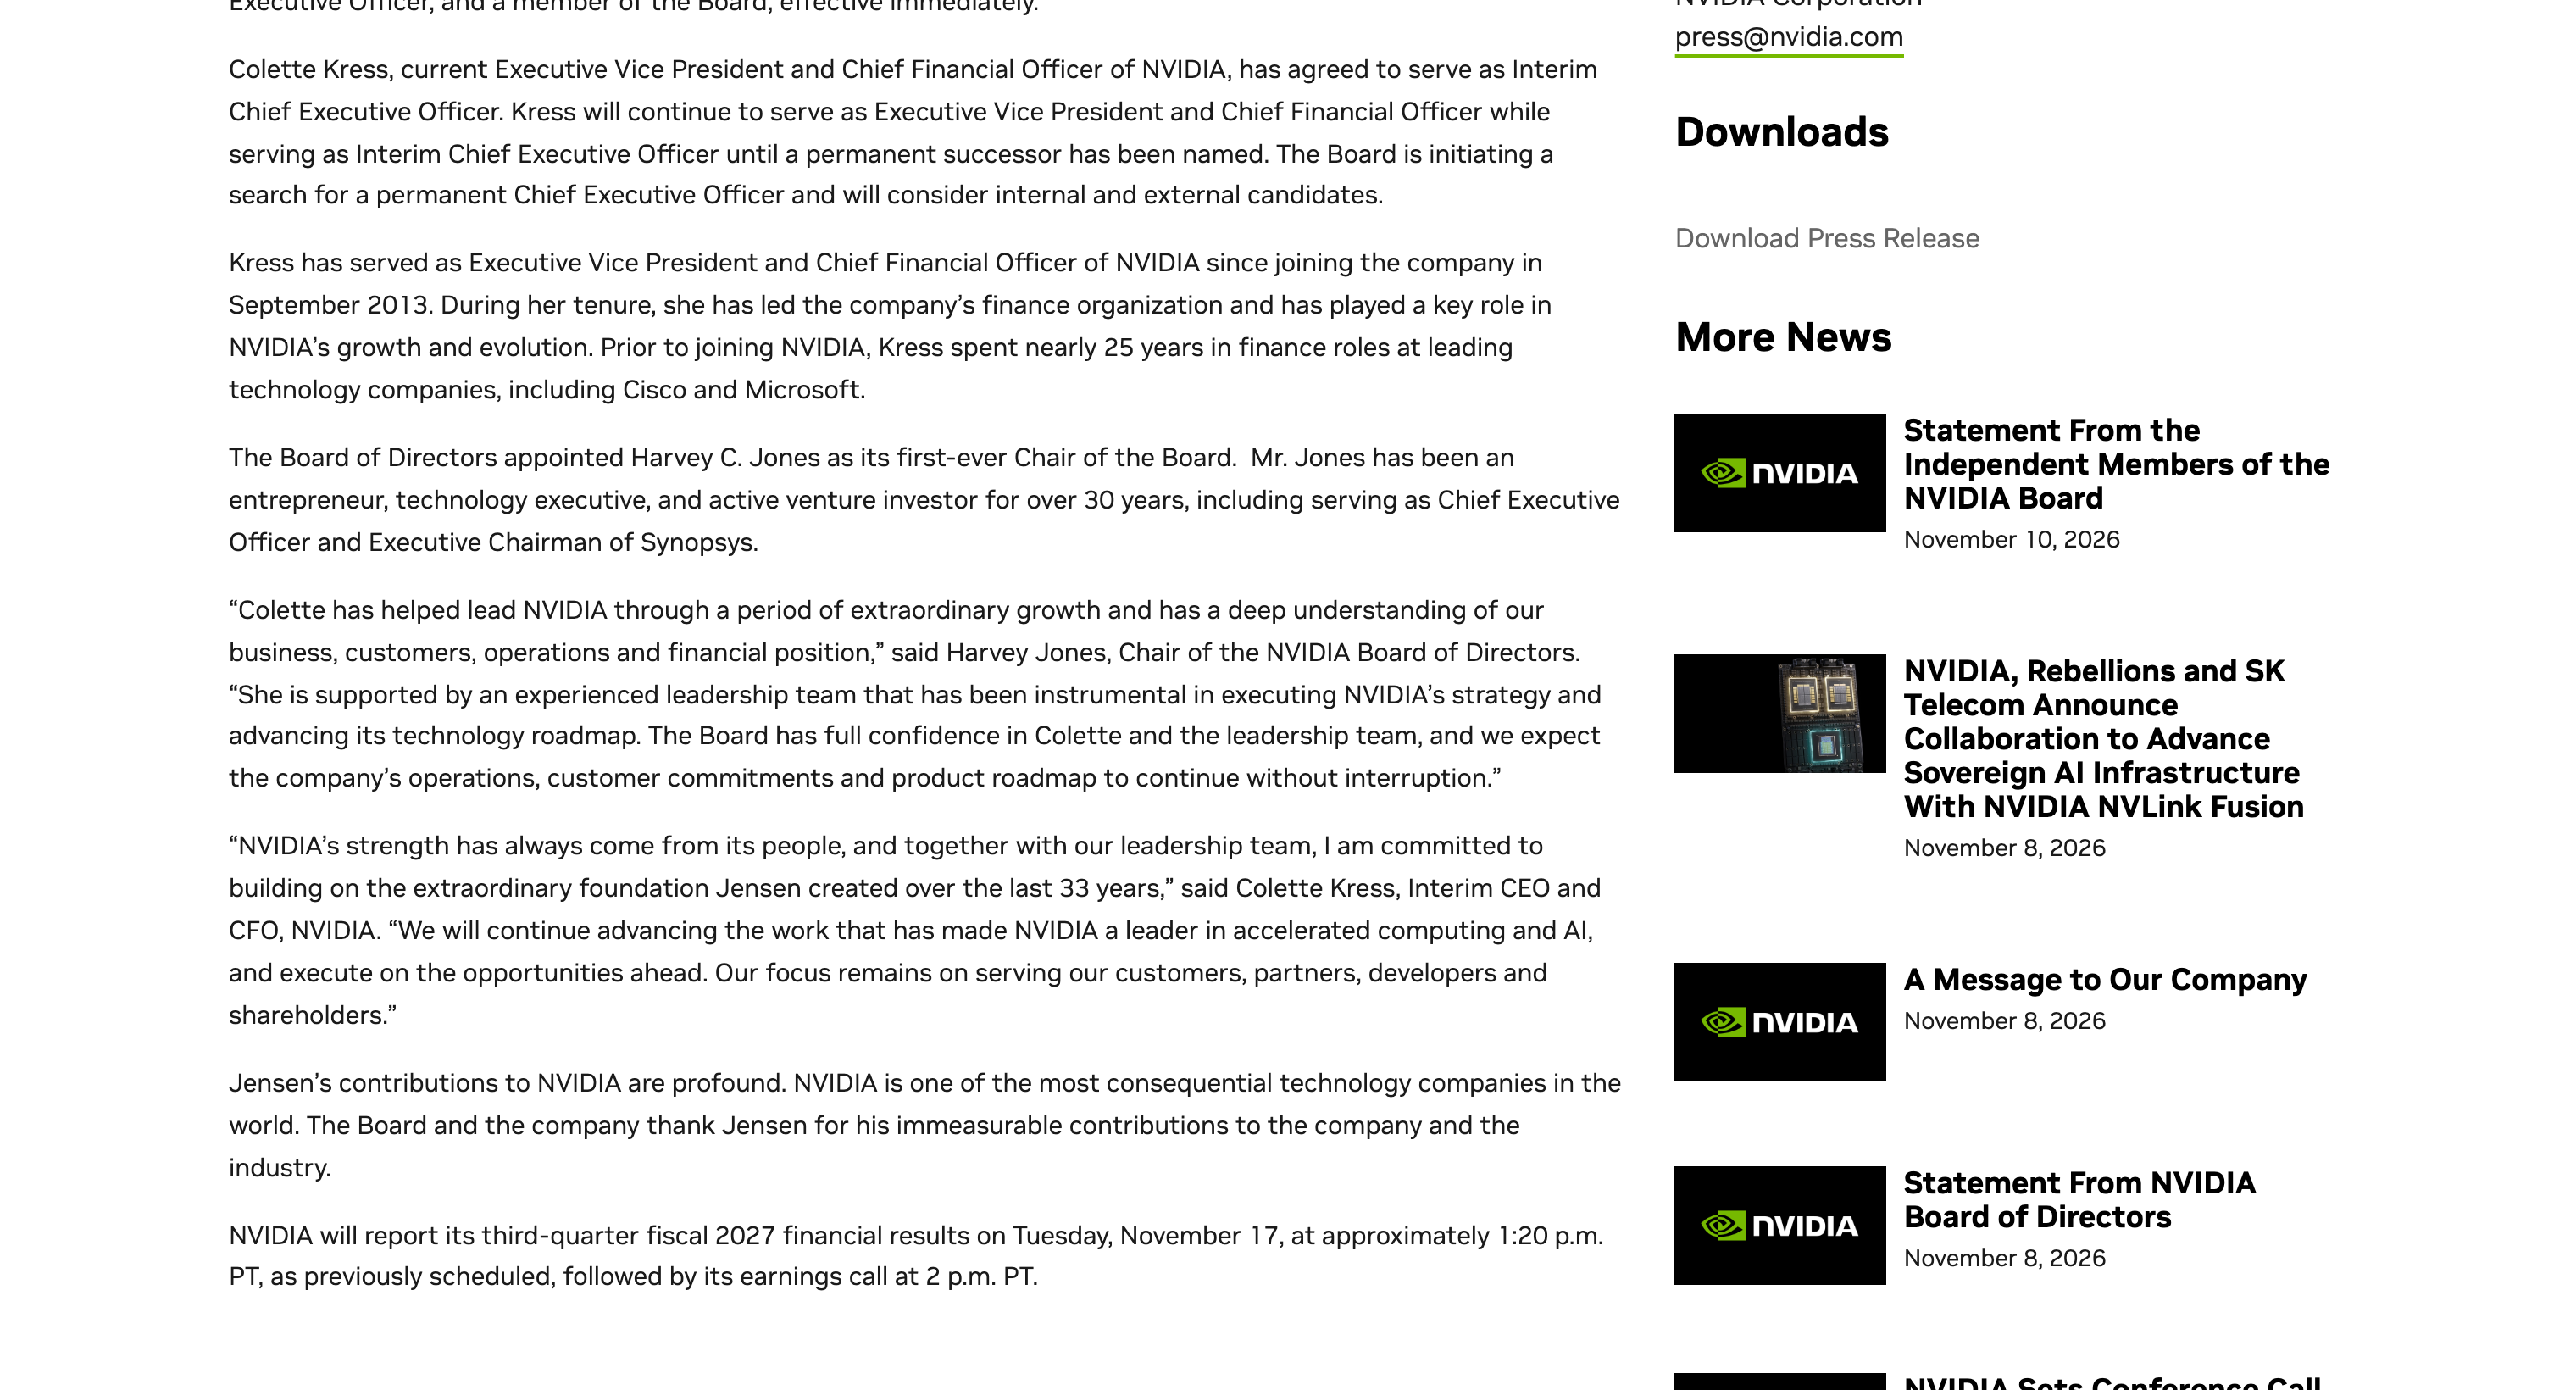 Executive Officer, and a member of the Board, effective immediately.
Colette Kress, current Executive Vice President and Chief Financial Officer of NVIDIA, has agreed to serve as Interim
Chief Executive Officer. Kress will continue to serve as Executive Vice President and Chief Financial Officer while
serving as Interim Chief Executive Officer until a permanent successor has been named. The Board is initiating a
search for a permanent Chief Executive Officer and will consider internal and external candidates.
Kress has served as Executive Vice President and Chief Financial Officer of NVIDIA since joining the company in
September 2013. During her tenure, she has led the company’s finance organization and has played a key role in
NVIDIA’s growth and evolution. Prior to joining NVIDIA, Kress spent nearly 25 years in finance roles at leading
technology companies, including Cisco and Microsoft.
The Board of Directors appointed Harvey C. Jones as its first-ever Chair of the Board.  Mr. Jones has been an
entrepreneur, technology executive, and active venture investor for over 30 years, including serving as Chief Executive
Officer and Executive Chairman of Synopsys.
“Colette has helped lead NVIDIA through a period of extraordinary growth and has a deep understanding of our
business, customers, operations and financial position,” said Harvey Jones, Chair of the NVIDIA Board of Directors.
“She is supported by an experienced leadership team that has been instrumental in executing NVIDIA’s strategy and
advancing its technology roadmap. The Board has full confidence in Colette and the leadership team, and we expect
the company’s operations, customer commitments and product roadmap to continue without interruption.”
“NVIDIA’s strength has always come from its people, and together with our leadership team, I am committed to
building on the extraordinary foundation Jensen created over the last 33 years,” said Colette Kress, Interim CEO and
CFO, NVIDIA. “We will continue advancing the work that has made NVIDIA a leader in accelerated computing and AI,
and execute on the opportunities ahead. Our focus remains on serving our customers, partners, developers and
shareholders.”
Jensen’s contributions to NVIDIA are profound. NVIDIA is one of the most consequential technology companies in the
world. The Board and the company thank Jensen for his immeasurable contributions to the company and the
industry.
NVIDIA will report its third-quarter fiscal 2027 financial results on Tuesday, November 17, at approximately 1:20 p.m.
PT, as previously scheduled, followed by its earnings call at 2 p.m. PT.
NVIDIA Corporation
press@nvidia.com
Downloads
Download Press Release
More News
NVIDIA
Statement From the
Independent Members of the
NVIDIA Board
November 10, 2026
NVIDIA, Rebellions and SK
Telecom Announce
Collaboration to Advance
Sovereign AI Infrastructure
With NVIDIA NVLink Fusion
November 8, 2026
NVIDIA
A Message to Our Company
November 8, 2026
NVIDIA
Statement From NVIDIA
Board of Directors
November 8, 2026
NVIDIA Sets Conference Call